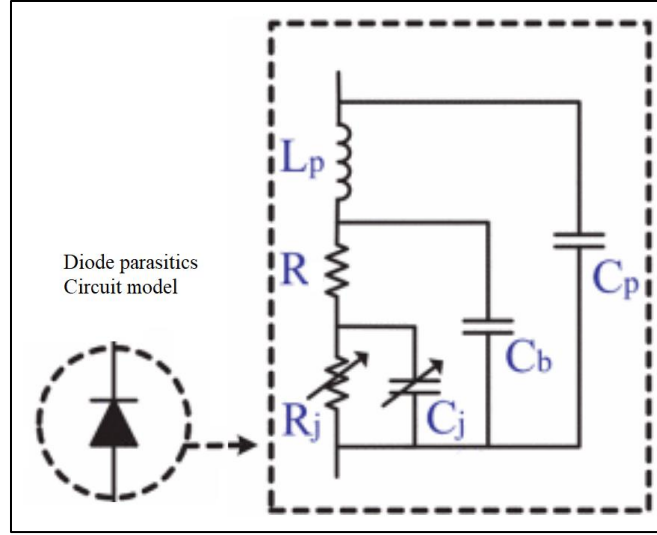 Lp
R
Rj
Cj
Cb
Cp
Diode parasitics
Circuit model